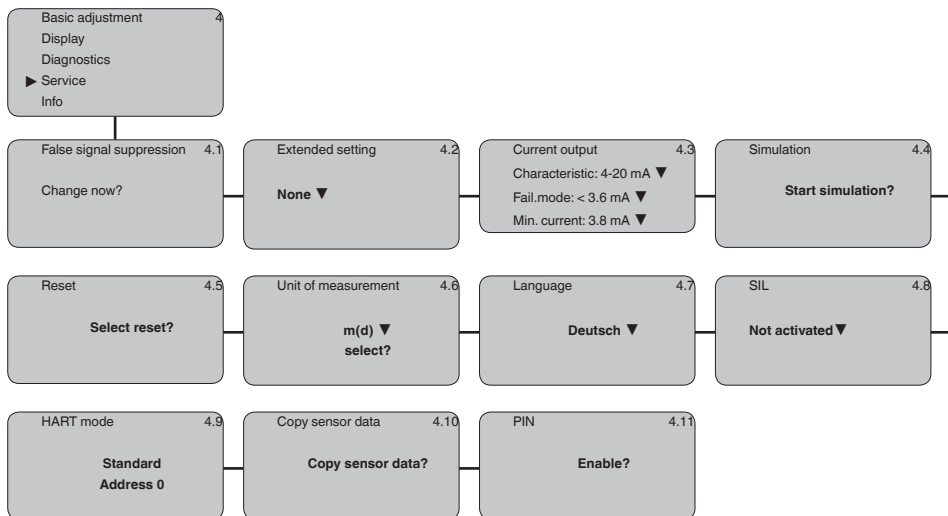 Basic adjustment 4
Display
Diagnostics
▶ Service
Info
False signal suppression 4.1
Change now?
Extended setting 4.2
None ▼
Current output 4.3
Characteristic: 4-20 mA ▼
Fail.mode: < 3.6 mA ▼
Min. current: 3.8 mA ▼
Simulation 4.4
Start simulation?
Reset 4.5
Select reset?
Unit of measurement 4.6
m(d) ▼
select?
Language 4.7
Deutsch ▼
SIL 4.8
Not activated ▼
HART mode 4.9
Standard
Address 0
Copy sensor data 4.10
Copy sensor data?
PIN 4.11
Enable?